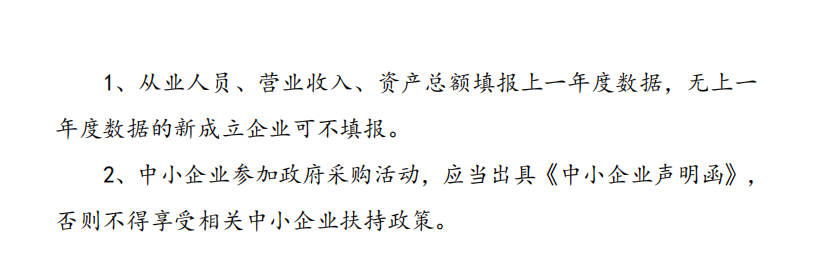 1、从业人员、营业收入、资产总额填报上一年度数据，无上一
年度数据的新成立企业可不填报。
2、中小企业参加政府采购活动，应当出具《中小企业声明函》，
否则不得享受相关中小企业扶持政策。